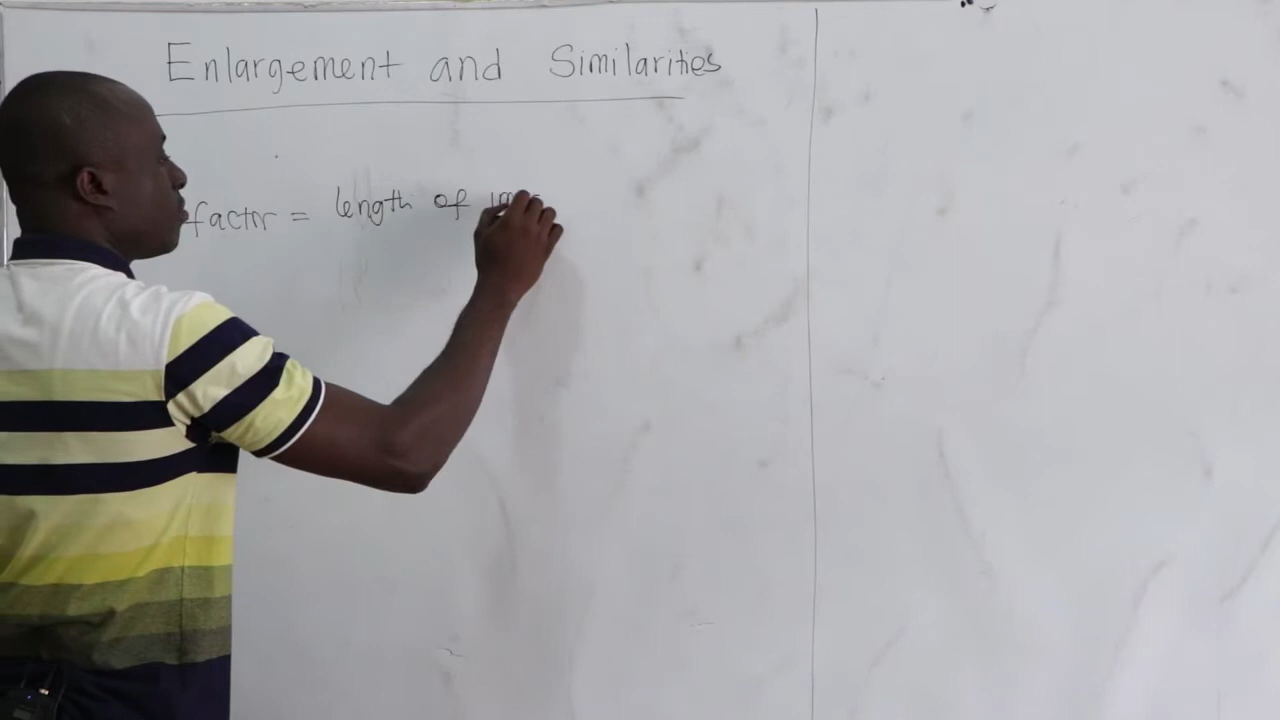 Enlargement and Similarities
factor = length of